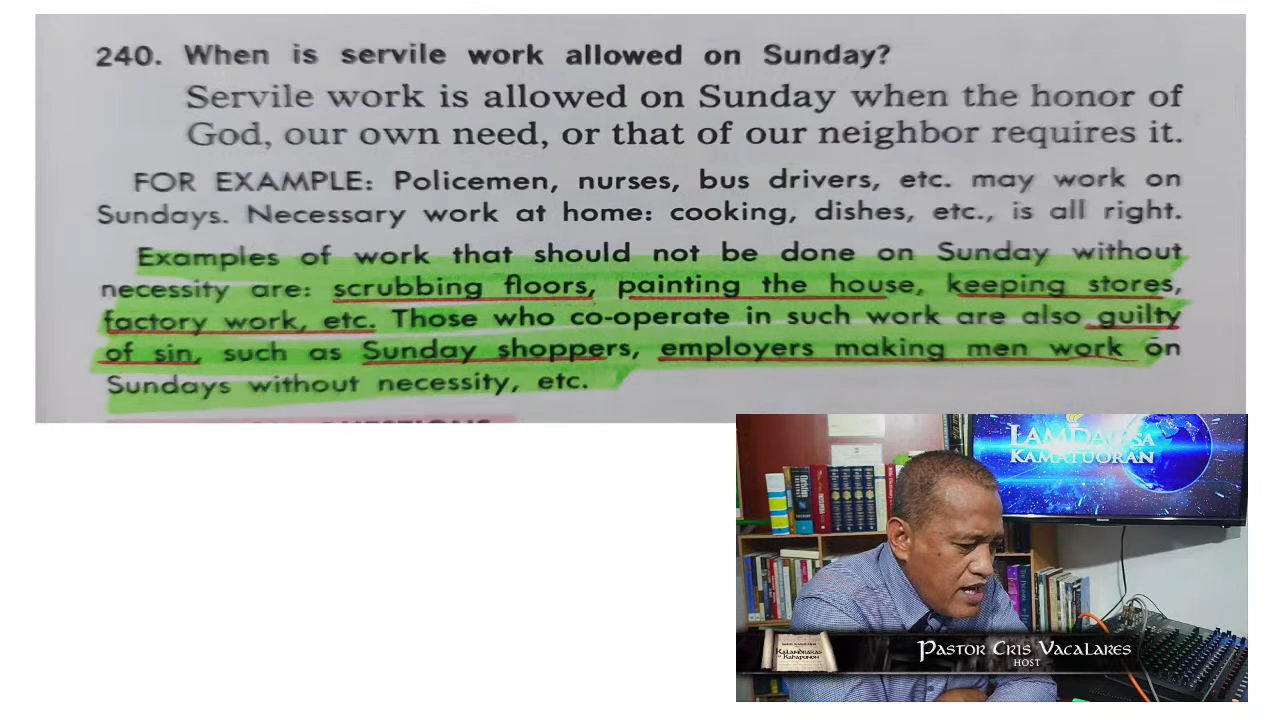 240. When is servile work allowed on Sunday?
Servile work is allowed on Sunday when the honor of
God, our own need, or that of our neighbor requires it.
FOR EXAMPLE: Policemen, nurses, bus drivers, etc. may work on
Sundays. Necessary work at home: cooking, dishes, etc., is all right.
Examples of work that should not be done on Sunday without
necessity are: scrubbing floors, painting the house, keeping stores,
factory work, etc. Those who co-operate in such work are also guilty
of sin, such as Sunday shoppers, employers making men work on
Sundays without necessity, etc.
KAMATUORAN
PASTOR CRIS VACALARES
HOST